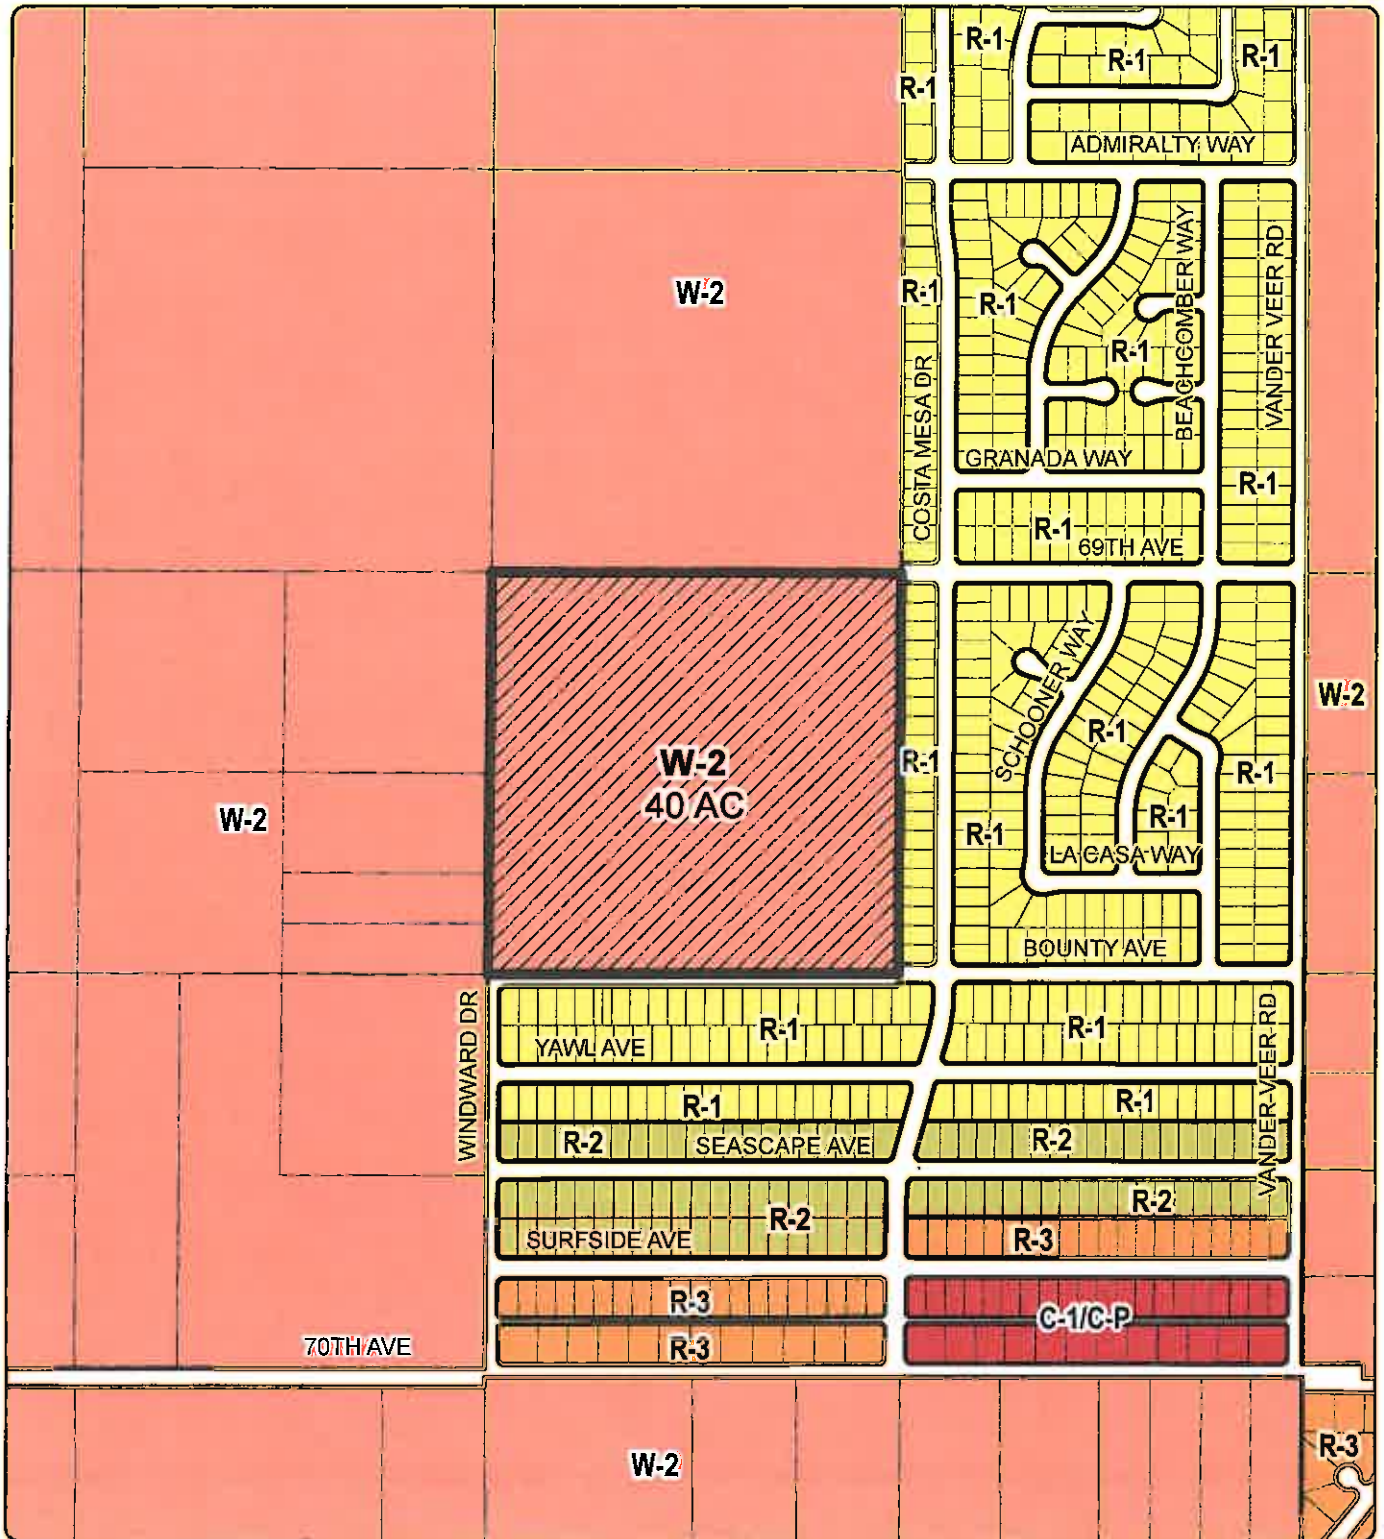 R-1
R-1
R-1
R-1
ADMIRALTY WAY
W-2
R-1
R-1
R-1
BEACHCOMBER WAY
VANDER VEER RD
COSTA MESA DR
GRANADA WAY
R-1
R-1
69TH AVE
SCHOONER WAY
W-2
W-2
40 AC
R-1
R-1
R-1
R-1
R-1
LA CASA WAY
W-2
BOUNTY AVE
WINDWARD DR
R-1
YAWL AVE
R-1
VANDER VEER RD
R-1
R-1
R-2
SEASCAPE AVE
R-2
R-2
SURFSIDE AVE
R-2
R-3
R-3
C-1/C-P
R-3
70TH AVE
W-2
R-3